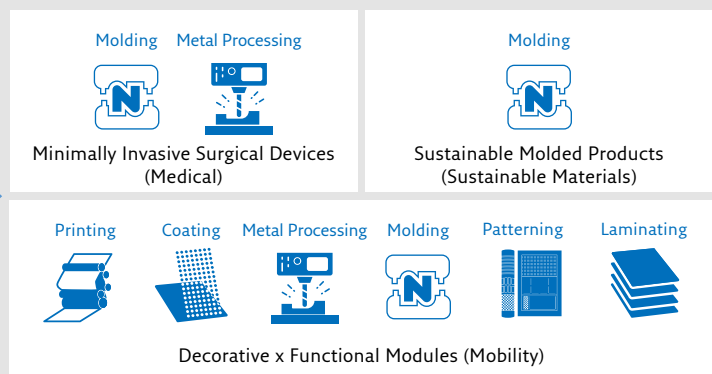 Molding Metal Processing
N
Minimally Invasive Surgical Devices
(Medical)
Molding
N
Sustainable Molded Products
(Sustainable Materials)
Printing Coating Metal Processing Molding Patterning Laminating
N
Decorative x Functional Modules (Mobility)